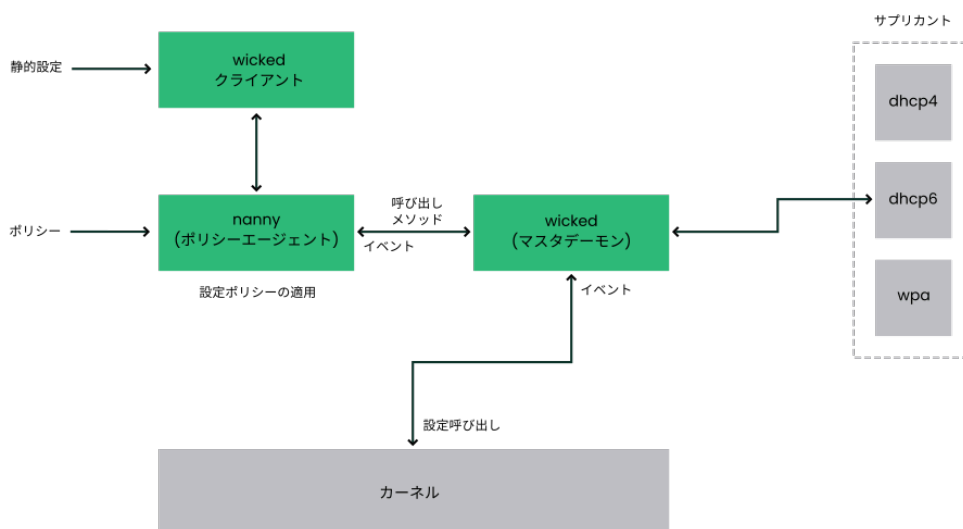 サプリカント
静的設定
wicked
クライアント
dhcp4
ポリシー
nanny
(ポリシーエージェント)
呼び出し
メソッド
イベント
wicked
(マスタデーモン)
dhcp6
設定ポリシーの適用
イベント
wpa
設定呼び出し
カーネル